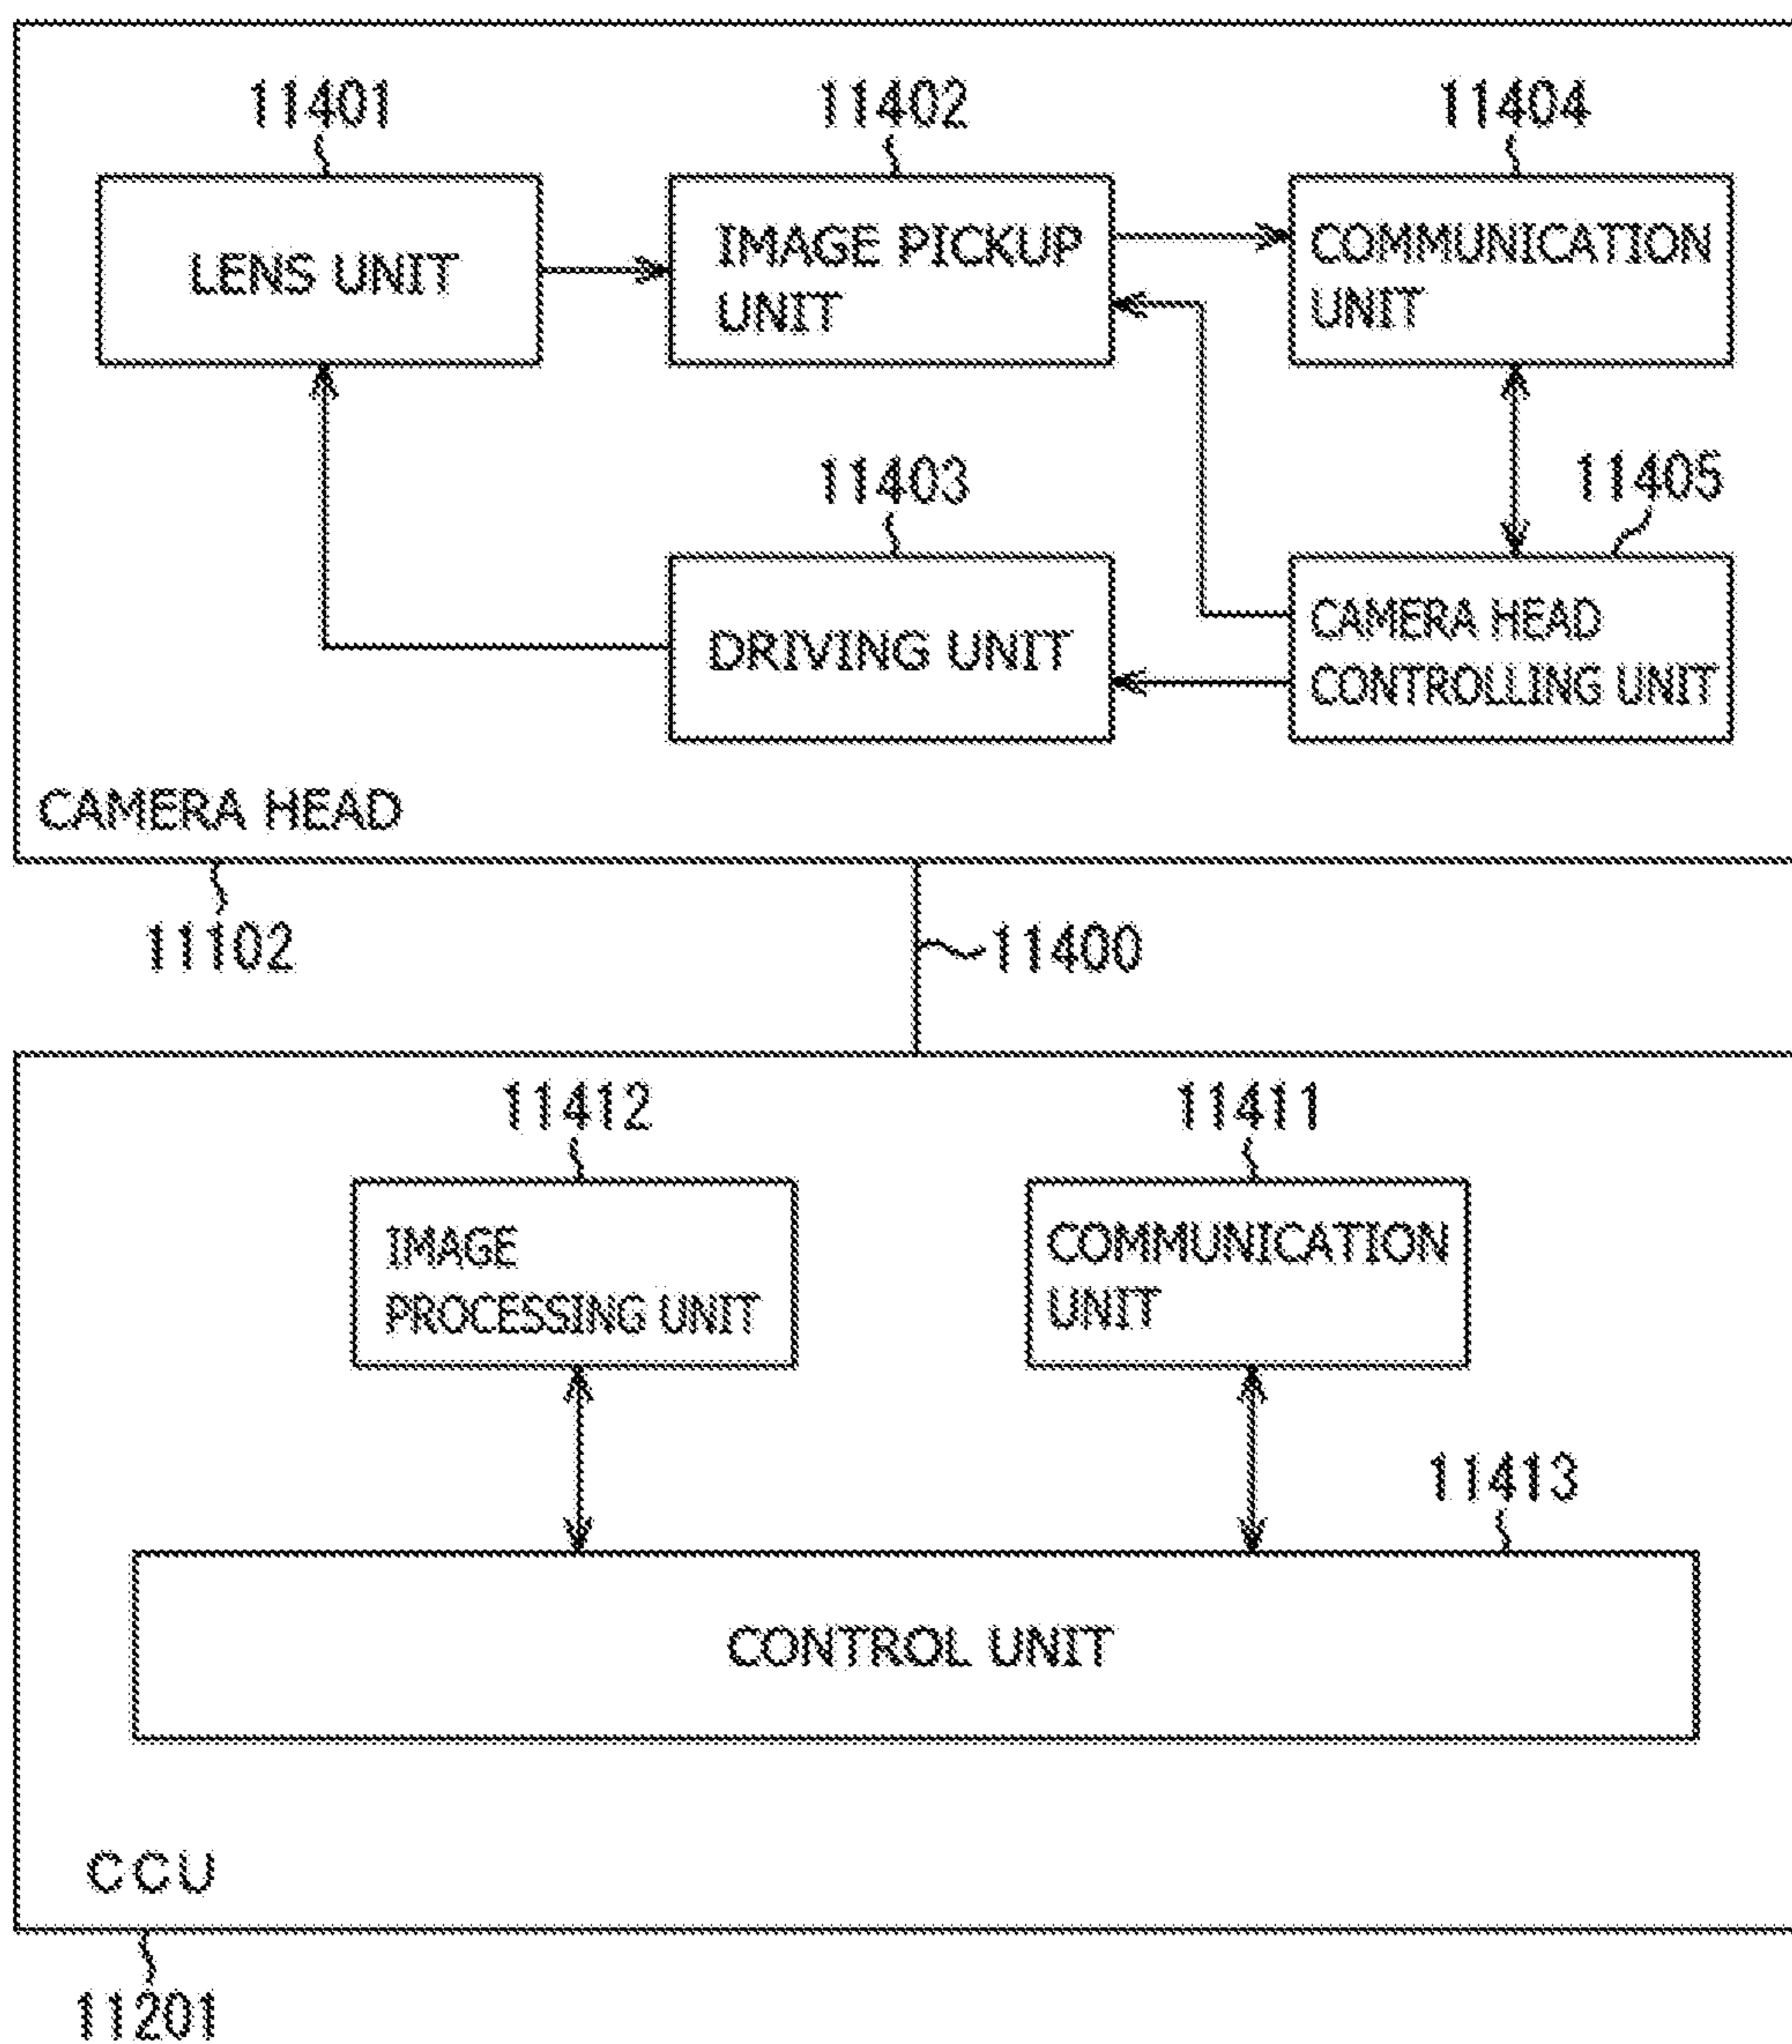 11401
11402
11404
LENS UNIT
IMAGE PICKUP
UNIT
COMMUNICATION
UNIT
11403
11405
DRIVING UNIT
CAMERA HEAD
CONTROLLING UNIT
CAMERA HEAD
11102
11400
11412
11411
IMAGE
PROCESSING UNIT
COMMUNICATION
UNIT
11413
CONTROL UNIT
CCU
11201